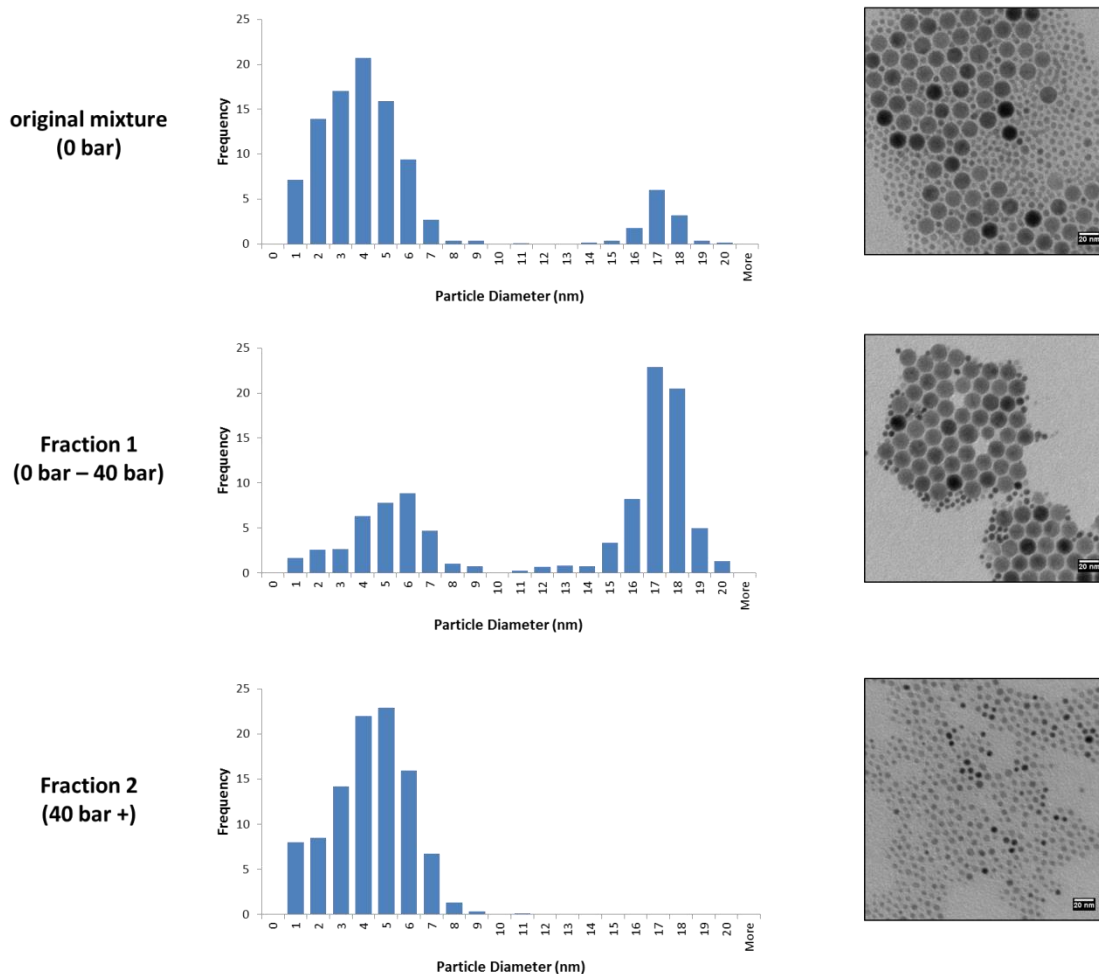 original mixture
(0 bar)
Frequency
25
20
15
10
5
0
0 1 2 3 4 5 6 7 8 9 10 11 12 13 14 15 16 17 18 19 20 More
Particle Diameter (nm)
20 nm
Fraction 1
(0 bar – 40 bar)
Frequency
25
20
15
10
5
0
0 1 2 3 4 5 6 7 8 9 10 11 12 13 14 15 16 17 18 19 20 More
Particle Diameter (nm)
20 nm
Fraction 2
(40 bar +)
Frequency
25
20
15
10
5
0
0 1 2 3 4 5 6 7 8 9 10 11 12 13 14 15 16 17 18 19 20 More
Particle Diameter (nm)
20 nm